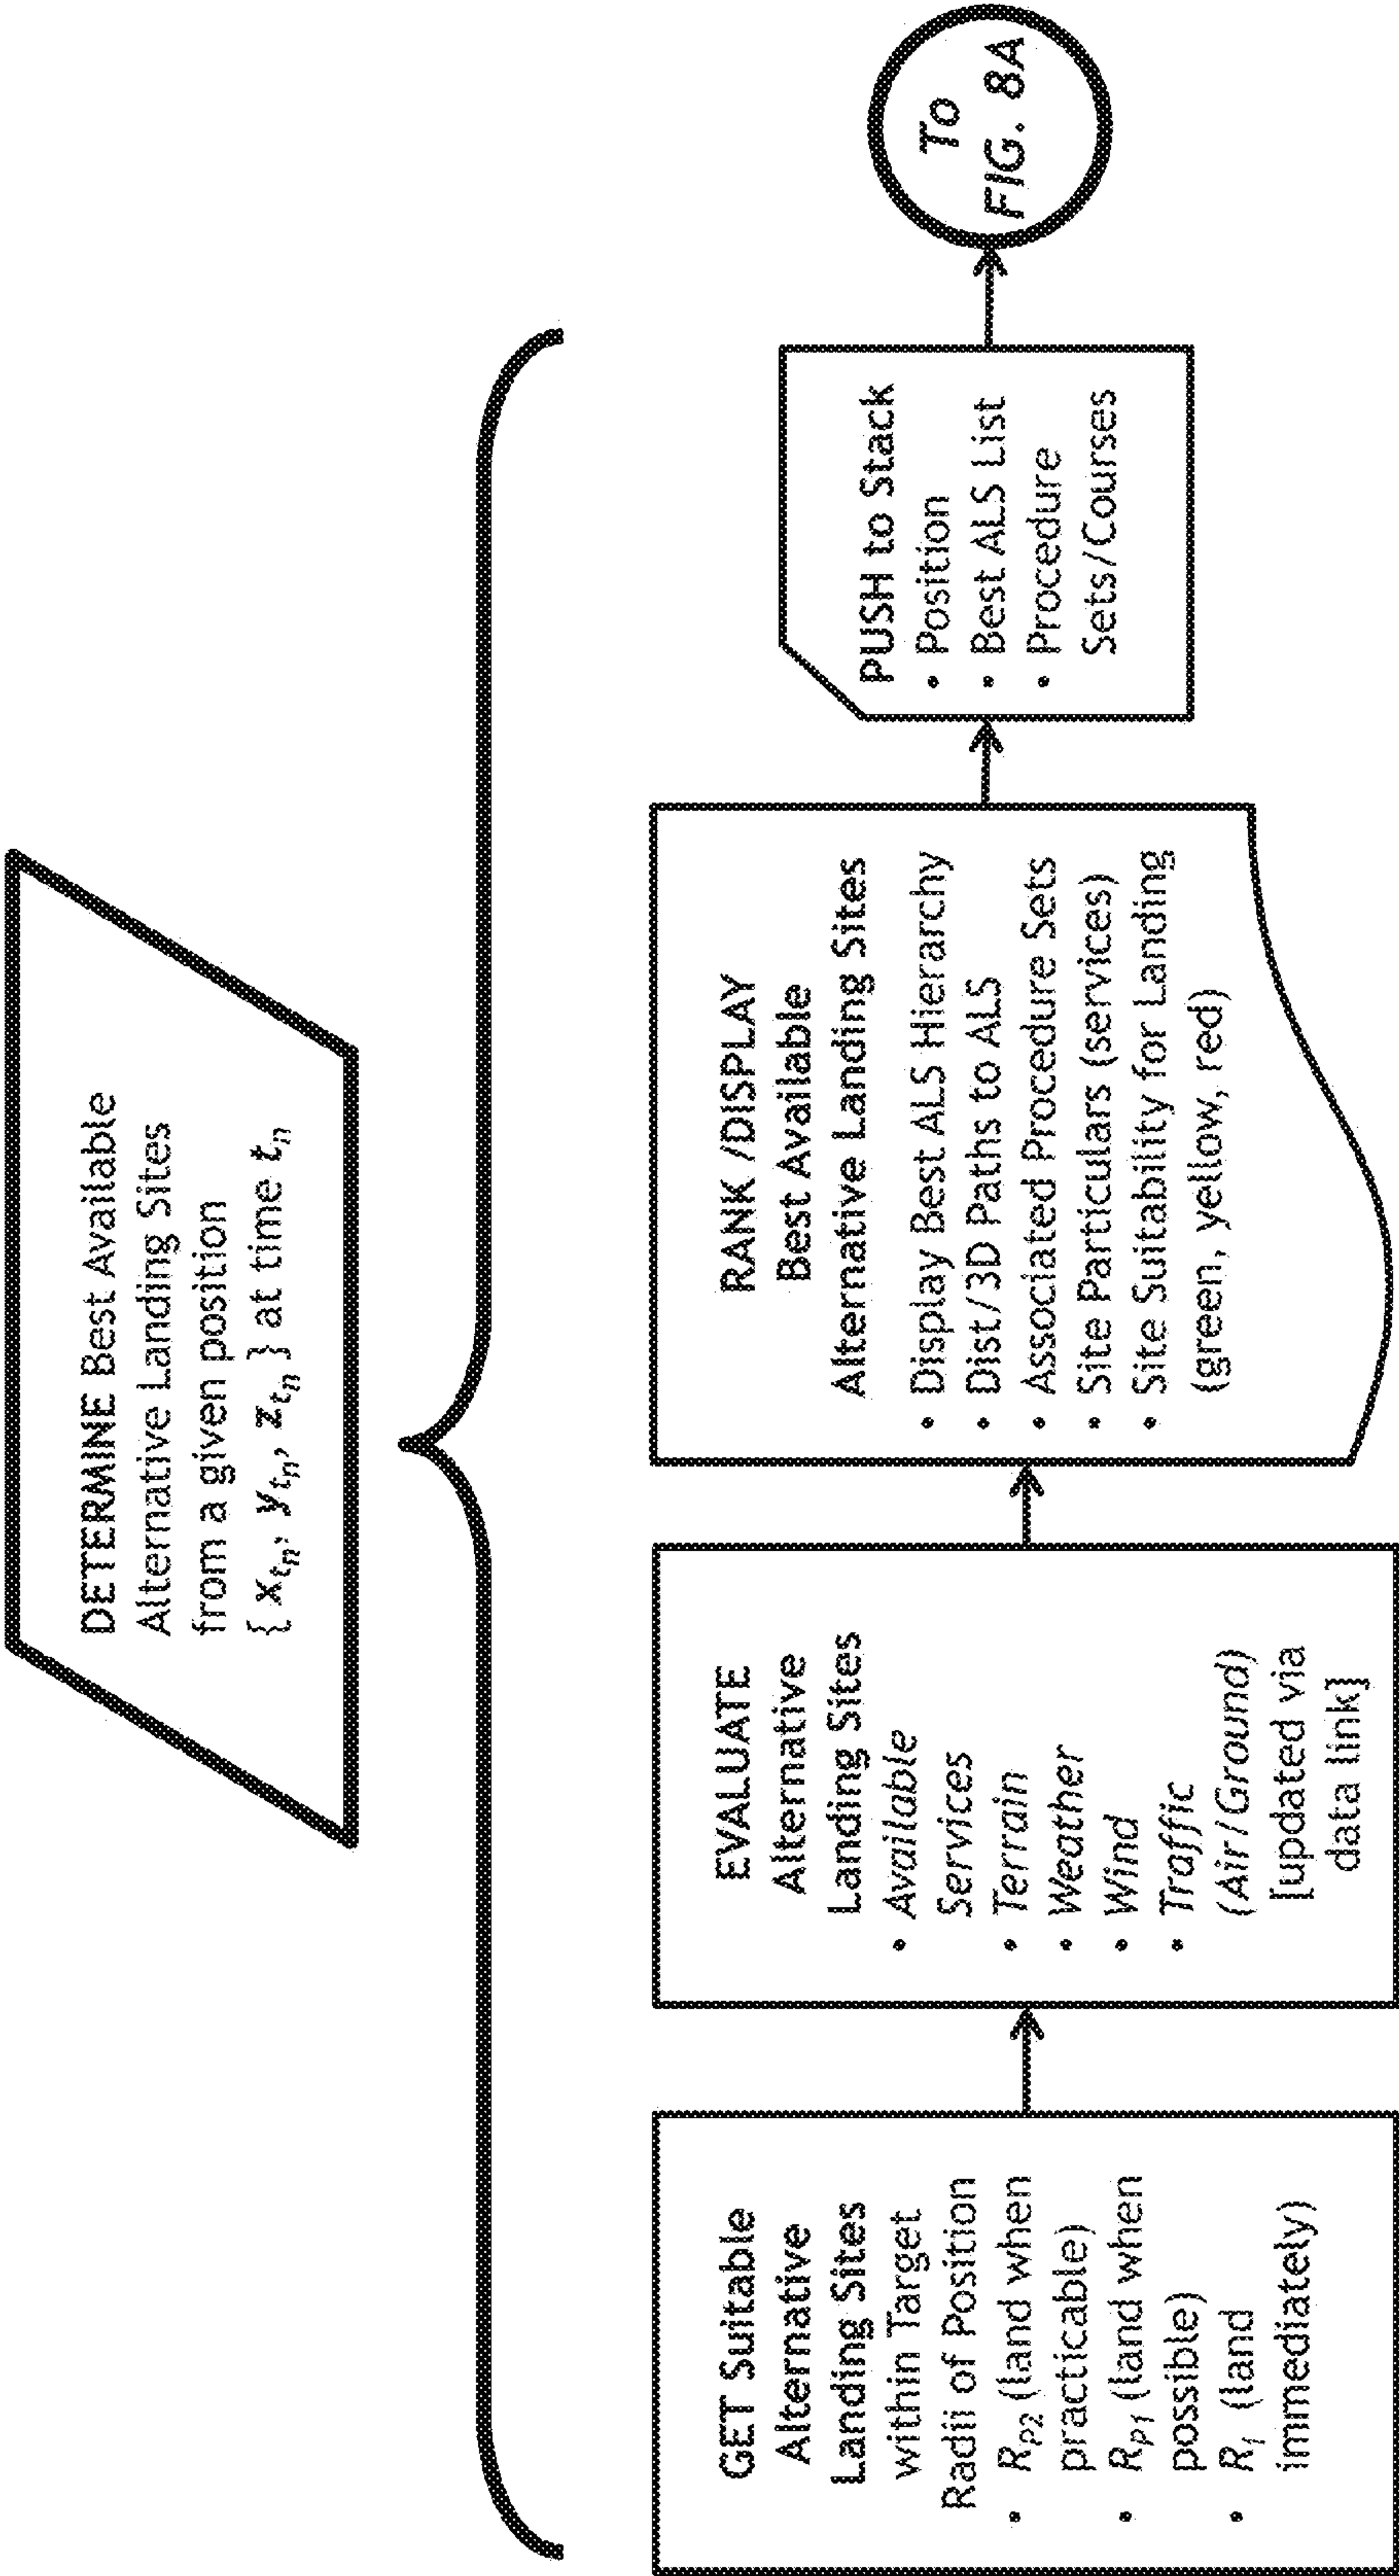 DETERMINE Best Available
Alternative Landing Sites
from a given position
{ x_{t_n}, y_{t_n}, z_{t_n} } at time t_n
GET Suitable
Alternative
Landing Sites
within Target
Radii of Position
• R_{P2} (land when
practicable)
• R_{P1} (land when
possible)
• R_I (land
immediately)
EVALUATE
Alternative
Landing Sites
• Available
Services
• Terrain
• Weather
• Wind
• Traffic
(Air/Ground)
[updated via
data link]
RANK /DISPLAY
Best Available
Alternative Landing Sites
• Display Best ALS Hierarchy
• Dist/3D Paths to ALS
• Associated Procedure Sets
• Site Particulars (services)
• Site Suitability for Landing
(green, yellow, red)
PUSH to Stack
• Position
• Best ALS List
• Procedure
Sets/Courses
To
FIG. 8A